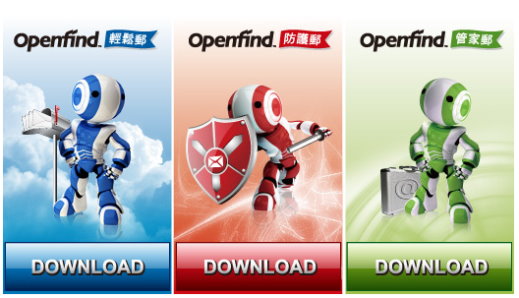 Openfind. 輕鬆郵
Openfind. 防護郵
Openfind. 管家郵
@
DOWNLOAD
DOWNLOAD
DOWNLOAD